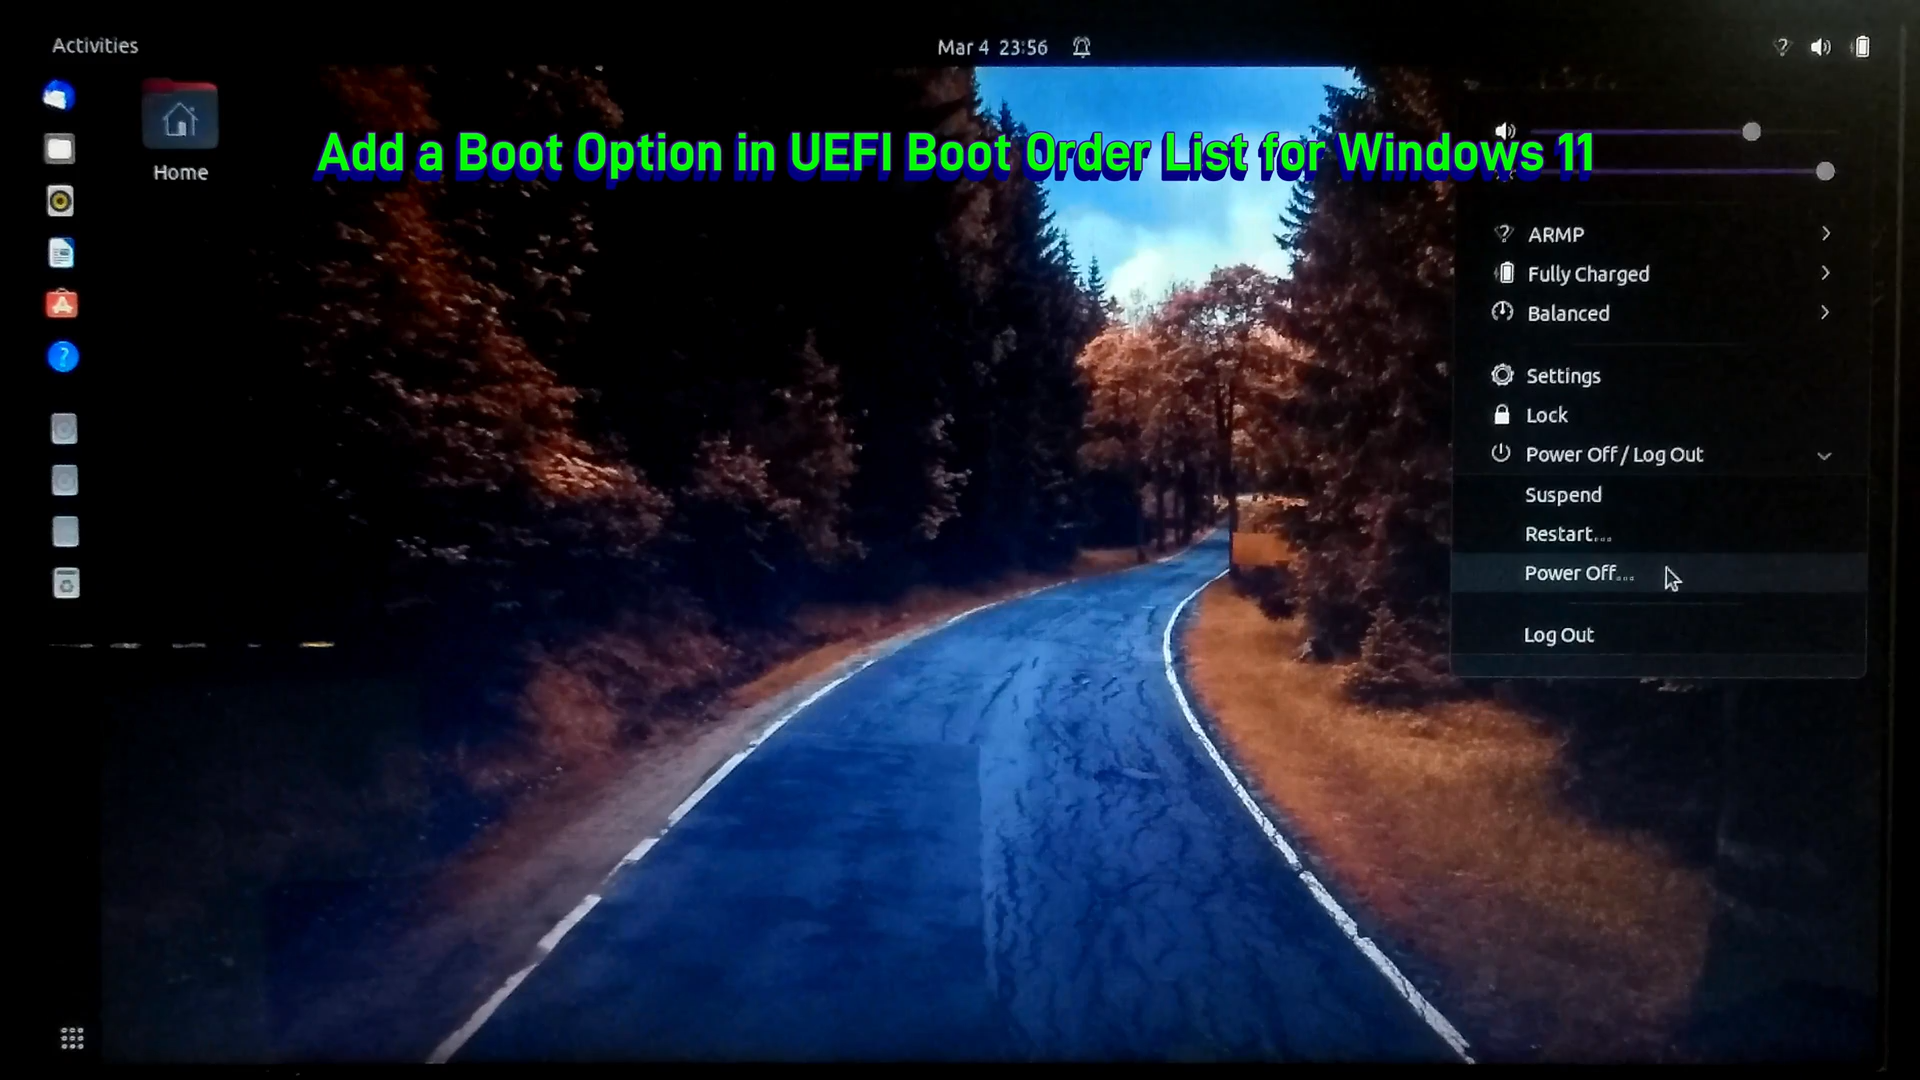 Activities
Mar 4 23:56
Home
Add a Boot Option in UEFI Boot Order List for Windows 11
ARMP
Fully Charged
Balanced
Settings
Lock
Power Off / Log Out
Suspend
Restart...
Power Off...
Log Out